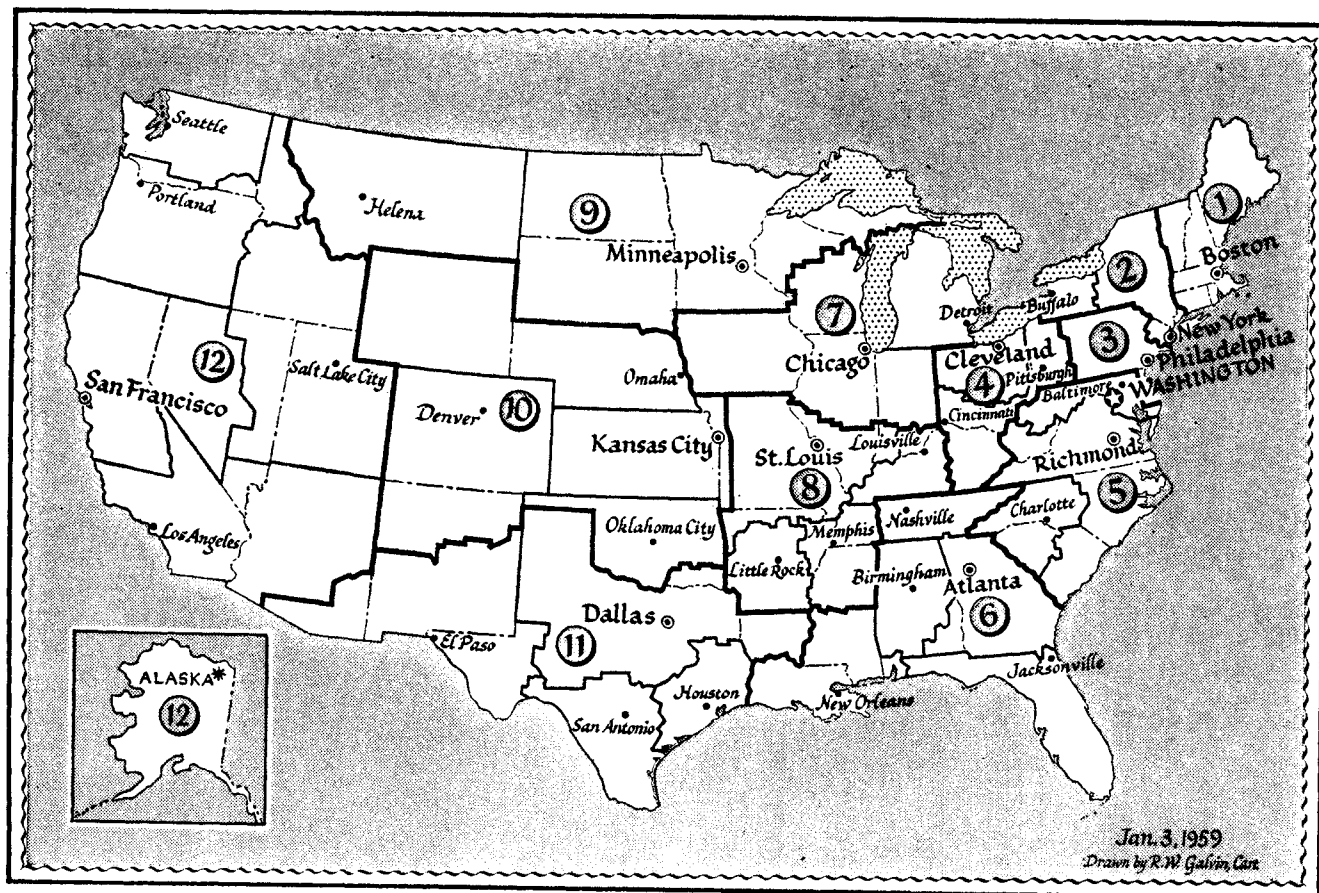 Seattle
Portland
Helena
9
Minneapolis
1
Boston
2
Buffalo
Detroit
7
Chicago
Cleveland
4
Pittsburgh
Cincinnati
3
New York
Philadelphia
WASHINGTON
Baltimore
12
Salt Lake City
San Francisco
Omaha
Denver
10
Kansas City
St. Louis
8
Louisville
Richmond
5
Charlotte
Nashville
Memphis
Little Rock
Birmingham
Atlanta
6
Los Angeles
Oklahoma City
Dallas
11
El Paso
Houston
San Antonio
New Orleans
Jacksonville
ALASKA*
12
Jan. 3, 1959
Drawn by R.W. Galvin, Cart.